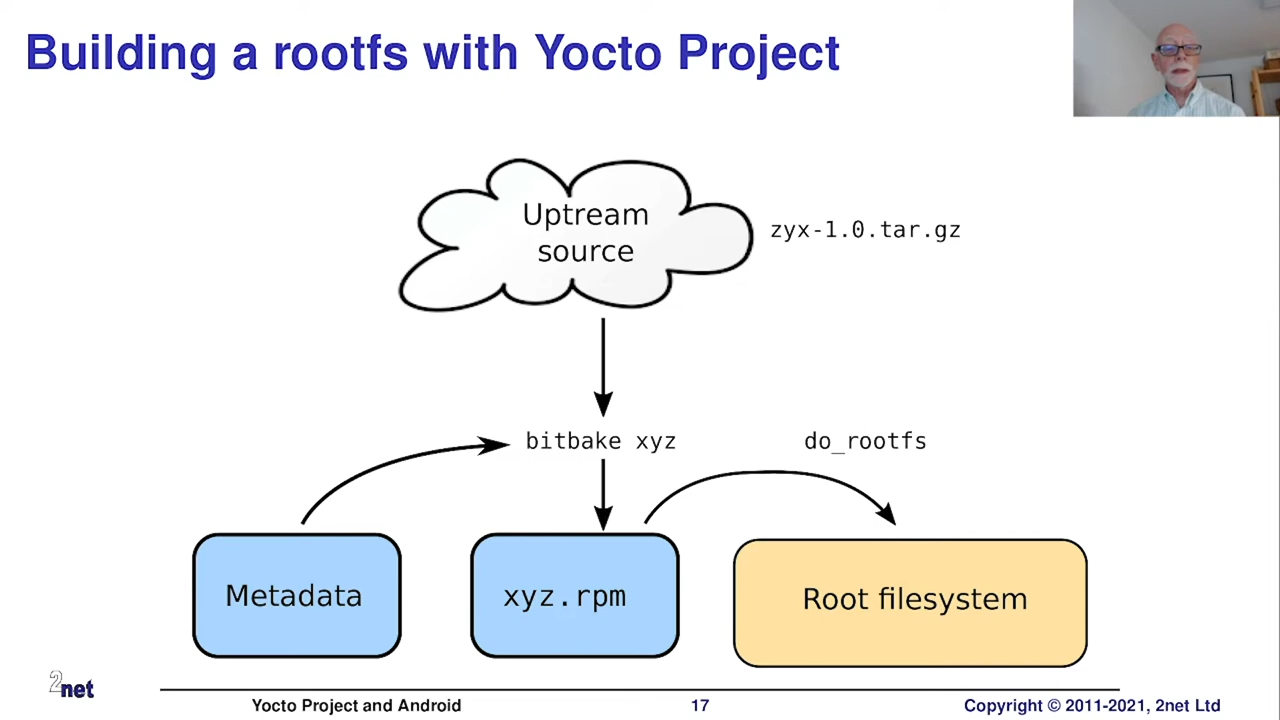 Building a rootfs with Yocto Project
Uptream
source
zyx-1.0.tar.gz
bitbake xyz
do_rootfs
Metadata
xyz.rpm
Root filesystem
2net
Yocto Project and Android
17
Copyright © 2011-2021, 2net Ltd